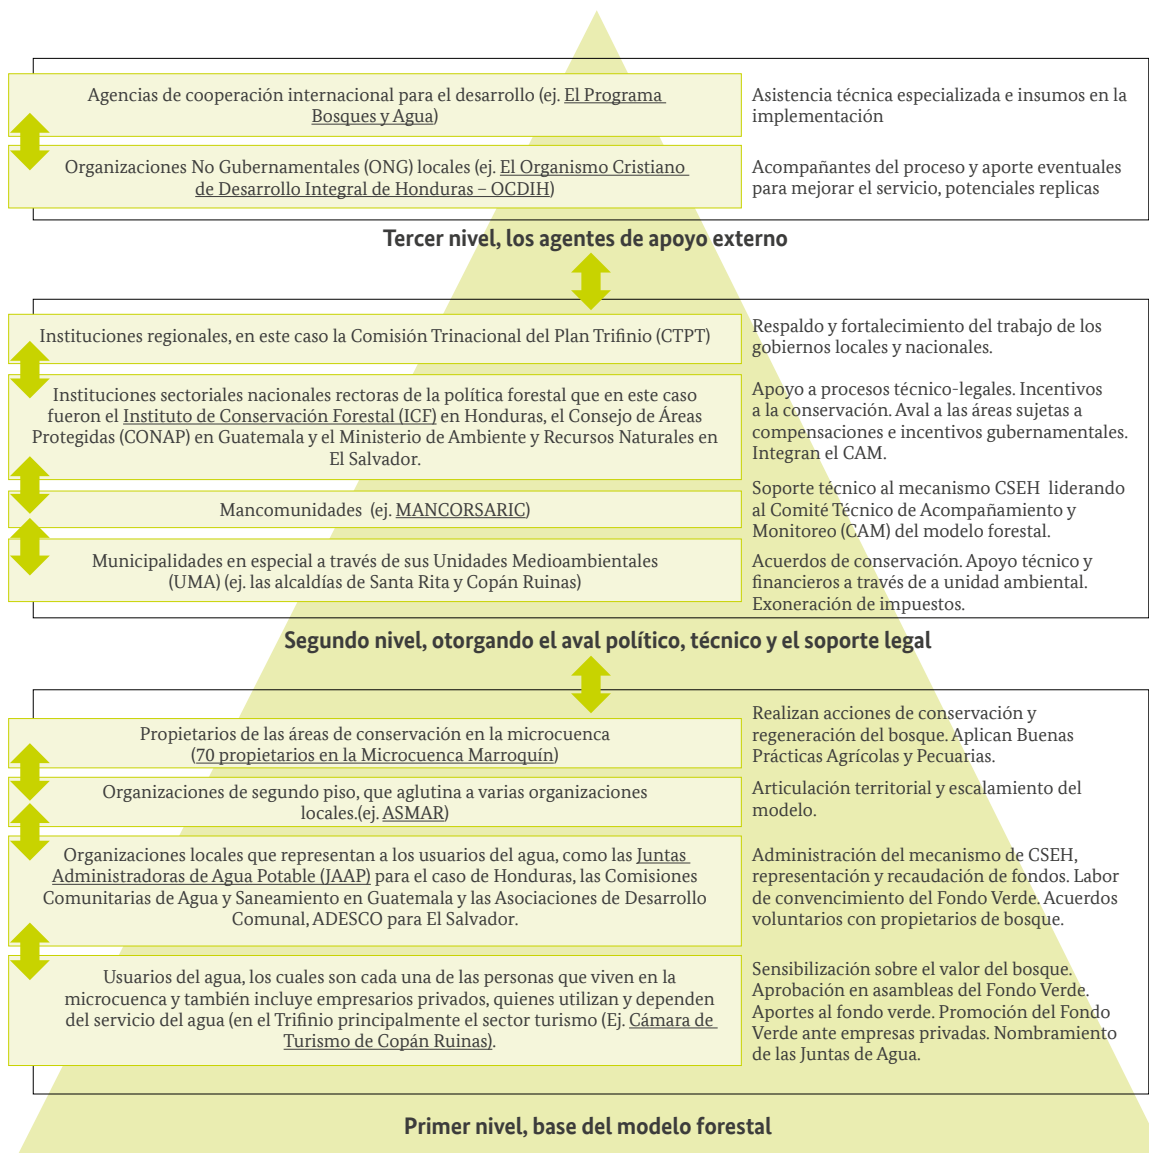 Agencias de cooperación internacional para el desarrollo (ej. El Programa
Bosques y Agua)
Asistencia técnica especializada e insumos en la
implementación
Organizaciones No Gubernamentales (ONG) locales (ej. El Organismo Cristiano
de Desarrollo Integral de Honduras – OCDIH)
Acompañantes del proceso y aporte eventuales
para mejorar el servicio, potenciales replicas
Tercer nivel, los agentes de apoyo externo
Instituciones regionales, en este caso la Comisión Trinacional del Plan Trifinio (CTPT)
Respaldo y fortalecimiento del trabajo de los
gobiernos locales y nacionales.
Instituciones sectoriales nacionales rectoras de la política forestal que en este caso
fueron el Instituto de Conservación Forestal (ICF) en Honduras, el Consejo de Áreas
Protegidas (CONAP) en Guatemala y el Ministerio de Ambiente y Recursos Naturales en
El Salvador.
Apoyo a procesos técnico-legales. Incentivos
a la conservación. Aval a las áreas sujetas a
compensaciones e incentivos gubernamentales.
Integran el CAM.
Mancomunidades (ej. MANCORSARIC)
Soporte técnico al mecanismo CSEH liderando
al Comité Técnico de Acompañamiento y
Monitoreo (CAM) del modelo forestal.
Municipalidades en especial a través de sus Unidades Medioambientales
(UMA) (ej. las alcaldías de Santa Rita y Copán Ruinas)
Acuerdos de conservación. Apoyo técnico y
financieros a través de a unidad ambiental.
Exoneración de impuestos.
Segundo nivel, otorgando el aval político, técnico y el soporte legal
Propietarios de las áreas de conservación en la microcuenca
(70 propietarios en la Microcuenca Marroquín)
Realizan acciones de conservación y
regeneración del bosque. Aplican Buenas
Prácticas Agrícolas y Pecuarias.
Organizaciones de segundo piso, que aglutina a varias organizaciones
locales.(ej. ASMAR)
Articulación territorial y escalamiento del
modelo.
Organizaciones locales que representan a los usuarios del agua, como las Juntas
Administradoras de Agua Potable (JAAP) para el caso de Honduras, las Comisiones
Comunitarias de Agua y Saneamiento en Guatemala y las Asociaciones de Desarrollo
Comunal, ADESCO para El Salvador.
Administración del mecanismo de CSEH,
representación y recaudación de fondos. Labor
de convencimiento del Fondo Verde. Acuerdos
voluntarios con propietarios de bosque.
Usuarios del agua, los cuales son cada una de las personas que viven en la
microcuenca y también incluye empresarios privados, quienes utilizan y dependen
del servicio del agua (en el Trifinio principalmente el sector turismo (Ej. Cámara de
Turismo de Copán Ruinas).
Sensibilización sobre el valor del bosque.
Aprobación en asambleas del Fondo Verde.
Aportes al fondo verde. Promoción del Fondo
Verde ante empresas privadas. Nombramiento
de las Juntas de Agua.
Primer nivel, base del modelo forestal